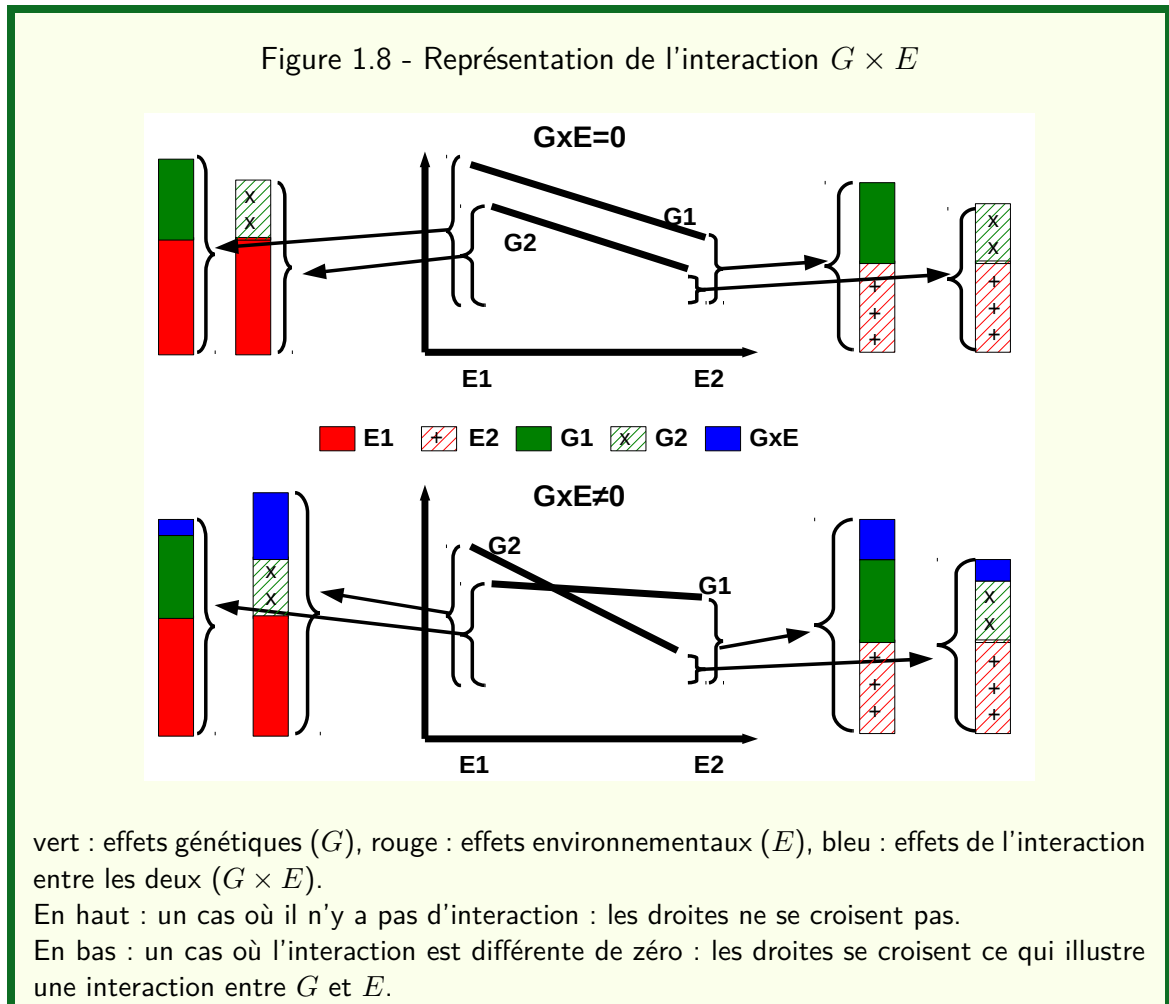 Figure 1.8 - Représentation de l'interaction G × E
GxE=0
x
x
G1
G2
x
x
+
+
+
+
+
+
E1 E2
E1 + E2 G1 x G2 GxE
GxE≠0
G2
G1
x
x
x
x
+
+
+
+
+
+
E1 E2
vert : effets génétiques (G), rouge : effets environnementaux (E), bleu : effets de l'interaction
entre les deux (G × E).
En haut : un cas où il n'y a pas d'interaction : les droites ne se croisent pas.
En bas : un cas où l'interaction est différente de zéro : les droites se croisent ce qui illustre
une interaction entre G et E.